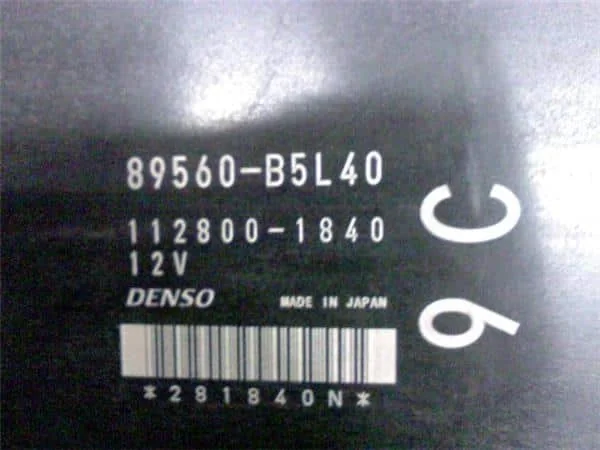 89560-B5L40
112800-1840
12V
DENSO MADE IN JAPAN
*281840N*
9C